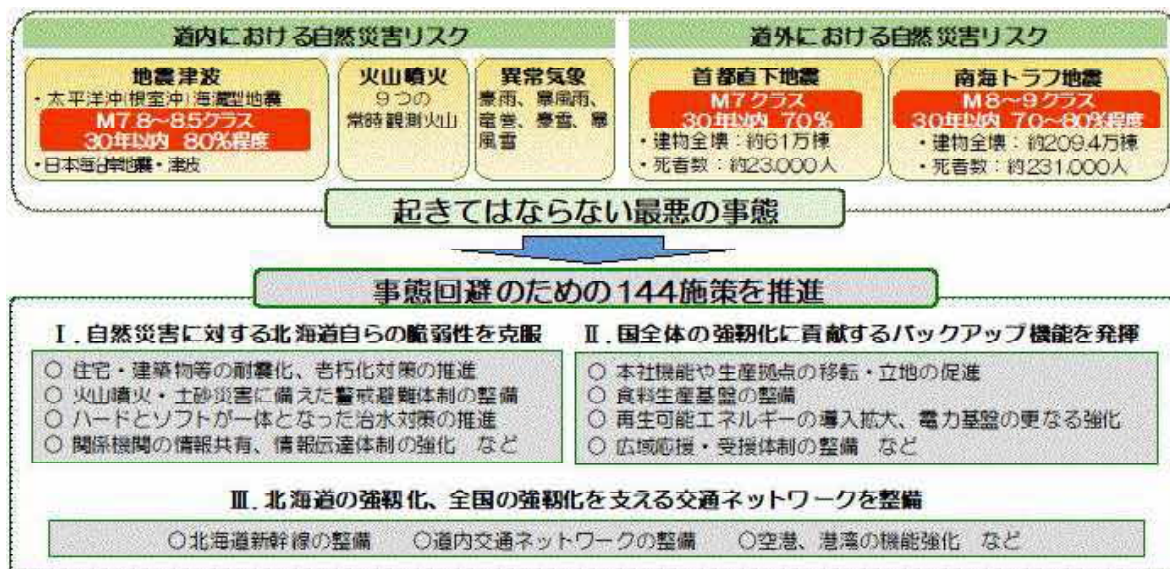 道内における自然災害リスク
地震津波
・太平洋沖(根室沖)海溝型地震
M7.8～8.5クラス
30年以内 80%程度
・日本海沿岸地震・津波
火山噴火
９つの
常時観測火山
異常気象
豪雨、暴風雨、
竜巻、豪雪、暴
風雪
道外における自然災害リスク
首都直下地震
M7クラス
30年以内 70%
・建物全壊：約61万棟
・死者数：約23,000人
南海トラフ地震
M8～9クラス
30年以内 70～80%程度
・建物全壊：約209.4万棟
・死者数：約231,000人
起きてはならない最悪の事態
事態回避のための144施策を推進
Ⅰ．自然災害に対する北海道自らの脆弱性を克服
○ 住宅・建築物等の耐震化、老朽化対策の推進
○ 火山噴火・土砂災害に備えた警戒避難体制の整備
○ ハードとソフトが一体となった治水対策の推進
○ 関係機関の情報共有、情報伝達体制の強化 など
Ⅱ．国全体の強靱化に貢献するバックアップ機能を発揮
○ 本社機能や生産拠点の移転・立地の促進
○ 食料生産基盤の整備
○ 再生可能エネルギーの導入拡大、電力基盤の更なる強化
○ 広域応援・受援体制の整備 など
Ⅲ．北海道の強靱化、全国の強靱化を支える交通ネットワークを整備
○北海道新幹線の整備 ○道内交通ネットワークの整備 ○空港、港湾の機能強化 など